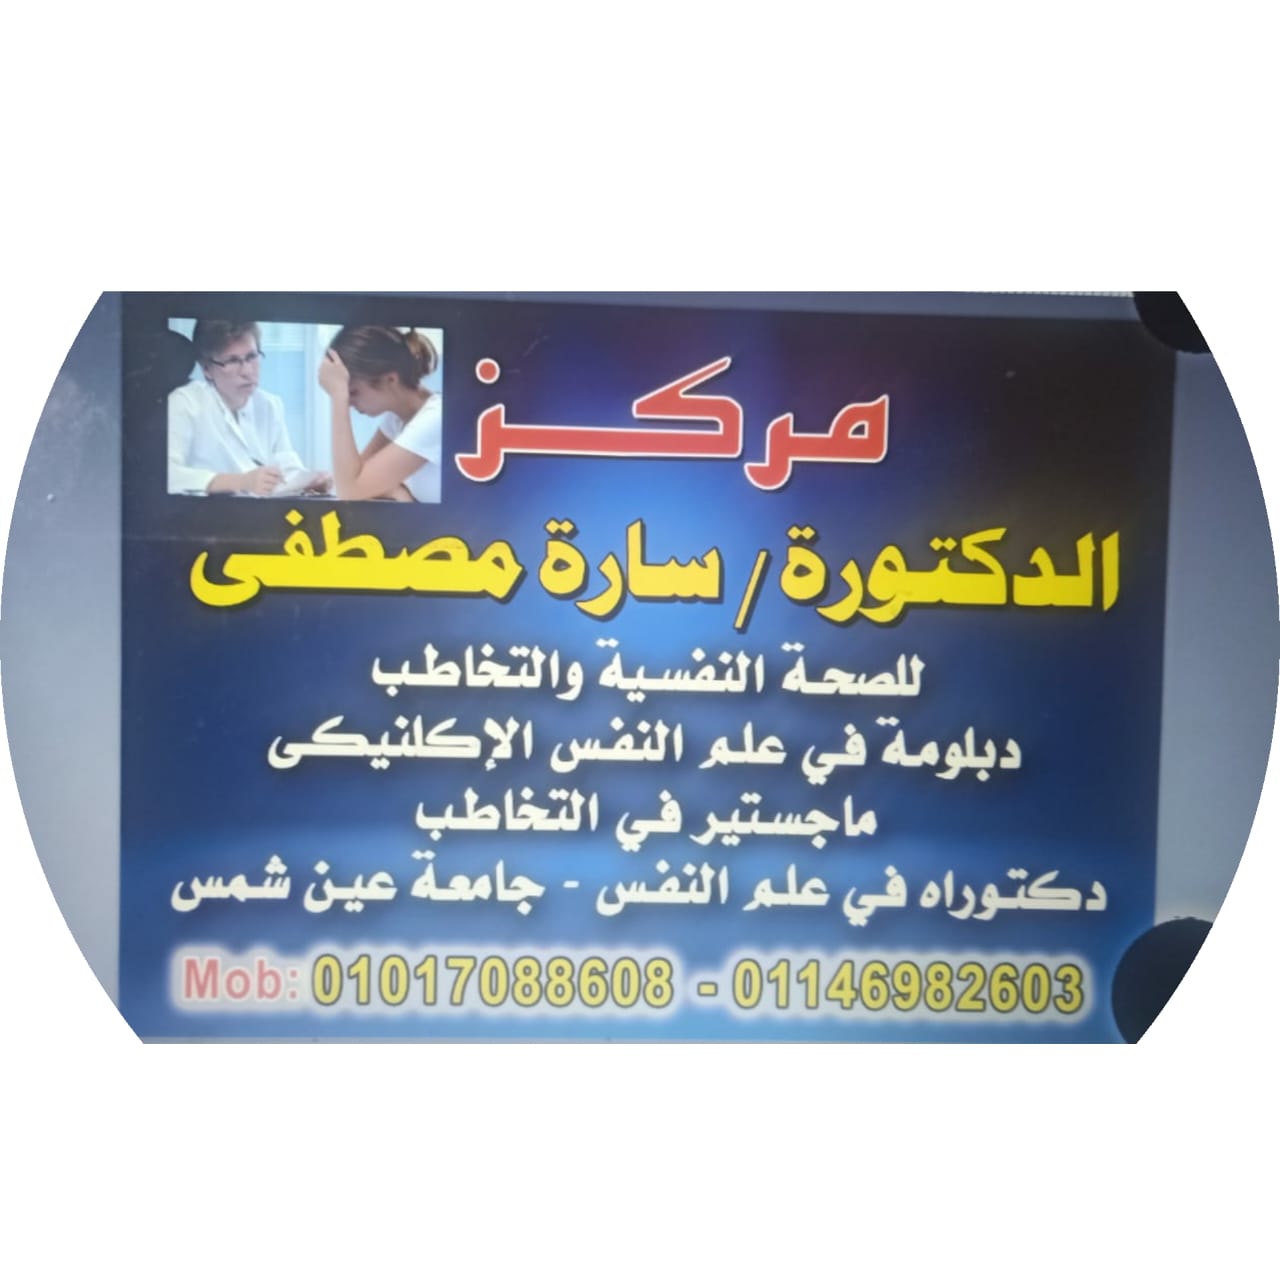 مركز
الدكتورة / سارة مصطفى
للصحة النفسية والتخاطب
دبلومة في علم النفس الإكلنيكى
ماجستير في التخاطب
دكتوراه في علم النفس - جامعة عين شمس
Mob: 01017088608 - 01146982603